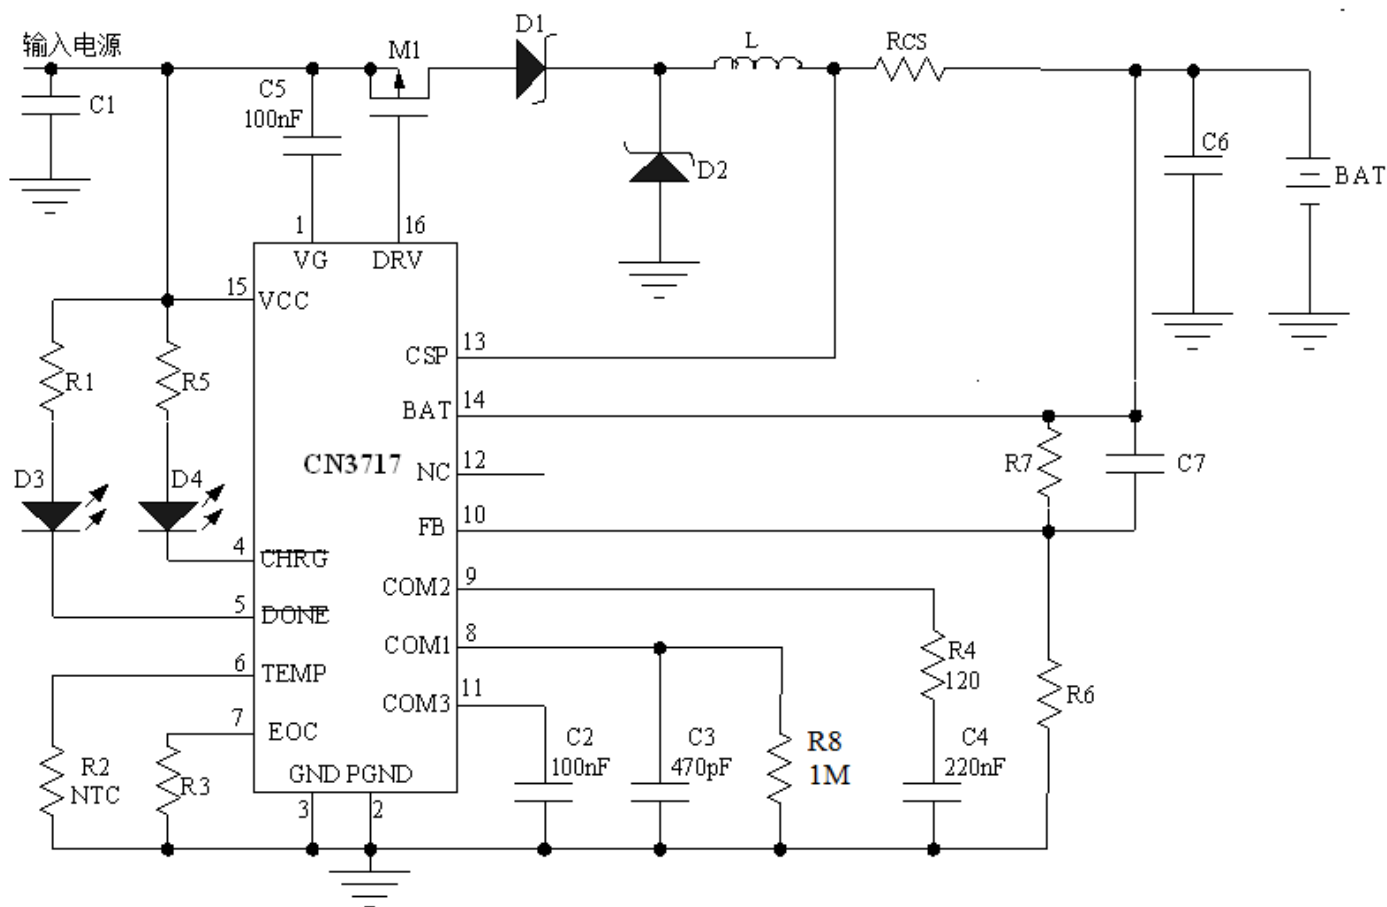 D1
输入电源
M1
L
RCS
C1
C5
100nF
D2
C6
BAT
1
16
VG
DRV
15
VCC
CSP
13
R1
R5
BAT
14
D3
D4
CN3717
NC
12
R7
C7
FB
10
4
CHRG
COM2
9
5
DONE
COM1
8
R4
120
6
TEMP
COM3
11
R6
7
EOC
R2
NTC
R3
GND PGND
3
2
C2
100nF
C3
470pF
R8
1M
C4
220nF